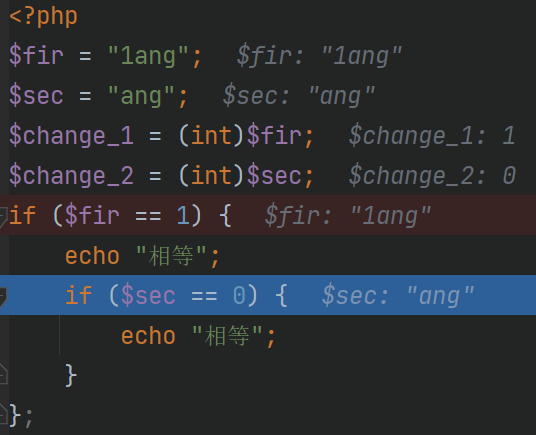 <?php
$fir = "1ang";  $fir: "1ang"
$sec = "ang";  $sec: "ang"
$change_1 = (int)$fir;  $change_1: 1
$change_2 = (int)$sec;  $change_2: 0
if ($fir == 1) {  $fir: "1ang"
    echo "相等";
    if ($sec == 0) {  $sec: "ang"
        echo "相等";
    }
};